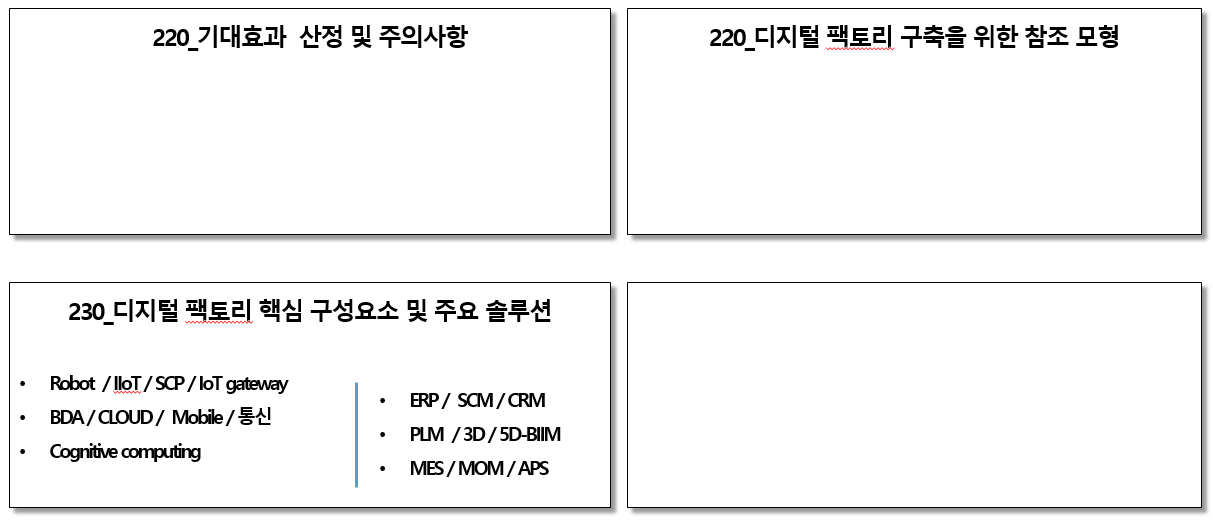 220_기대효과  산정 및 주의사항
220_디지털 팩토리 구축을 위한 참조 모형
230_디지털 팩토리 핵심 구성요소 및 주요 솔루션
• Robot / IIoT / SCP / IoT gateway
• BDA / CLOUD / Mobile / 통신
• Cognitive computing
• ERP / SCM / CRM
• PLM / 3D / 5D-BIIM
• MES / MOM / APS